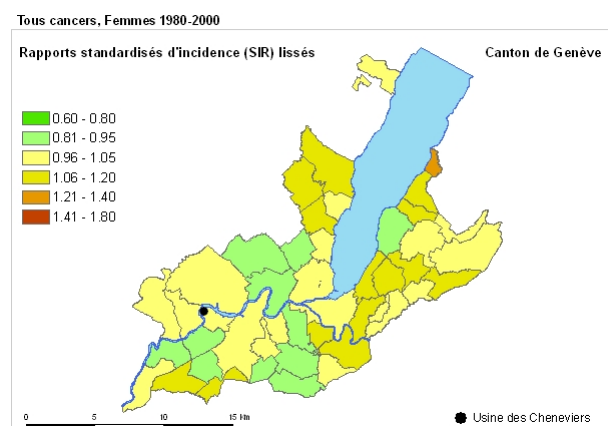 Tous cancers, Femmes 1980-2000
Rapports standardisés d'incidence (SIR) lissés
Canton de Genève
0.60 - 0.80
0.81 - 0.95
0.96 - 1.05
1.06 - 1.20
1.21 - 1.40
1.41 - 1.80
0 5 10 15 Km
Usine des Cheneviers